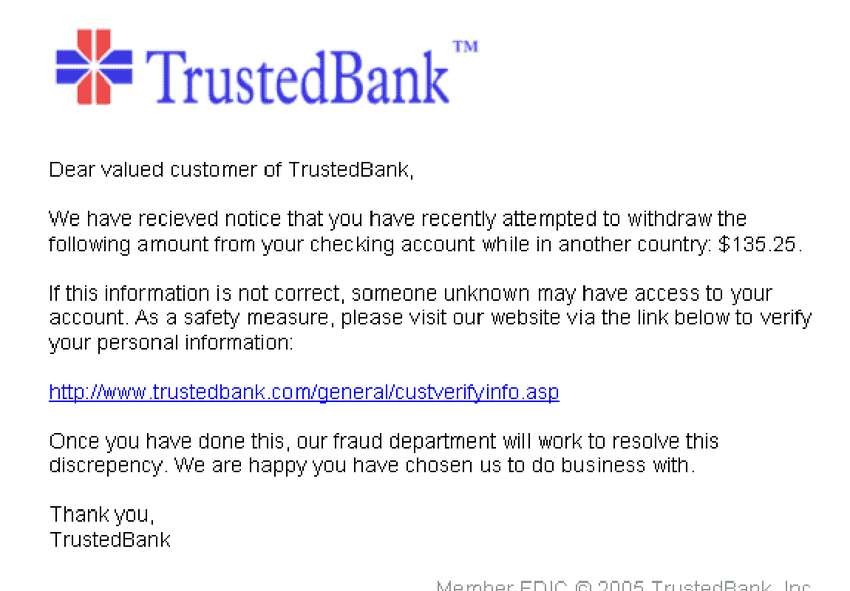 TrustedBank™
Dear valued customer of TrustedBank,
We have recieved notice that you have recently attempted to withdraw the
following amount from your checking account while in another country: $135.25.
If this information is not correct, someone unknown may have access to your
account. As a safety measure, please visit our website via the link below to verify
your personal information:
http://www.trustedbank.com/general/custverifyinfo.asp
Once you have done this, our fraud department will work to resolve this
discrepency. We are happy you have chosen us to do business with.
Thank you,
TrustedBank
Member FDIC © 2005 TrustedBank, Inc